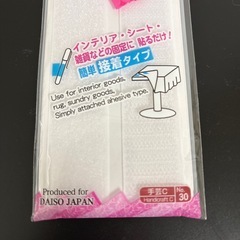 インテリア・シート・
雑貨などの固定に 貼るだけ!
簡単 接着タイプ
Use for interior goods,
rug, sundry goods.
Simply attached ahesive type.
Produced for
DAISO JAPAN
手芸C
Handicraft C
No.
30